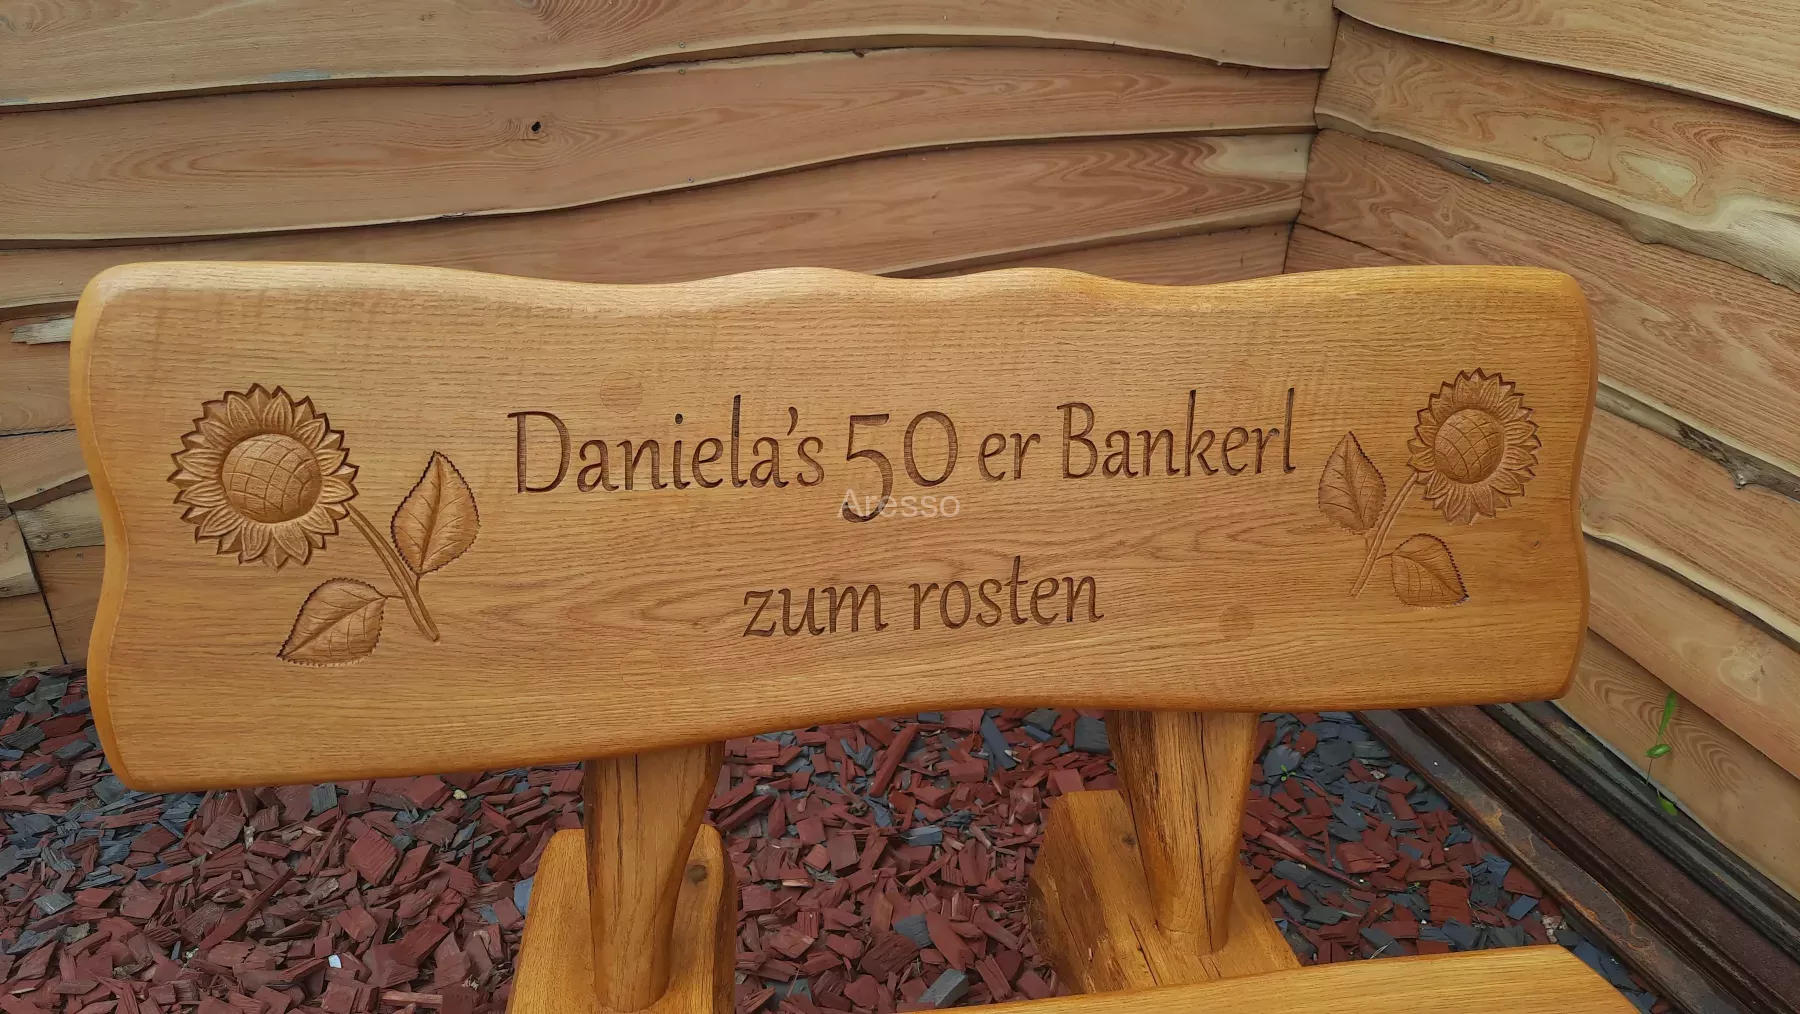 Daniela's 50 er Bankerl
Aresso
zum rosten